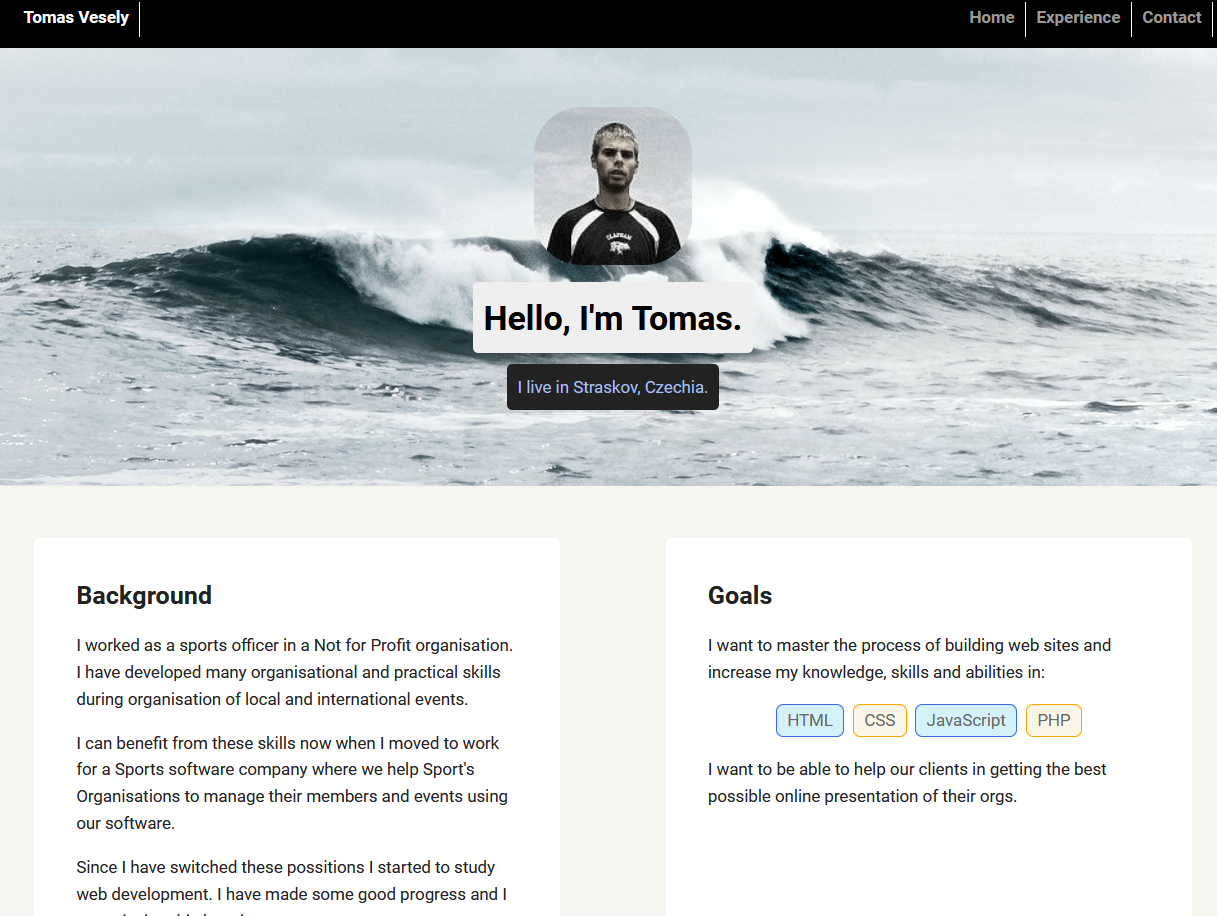 Tomas Vesely
Home
Experience
Contact
Hello, I'm Tomas.
I live in Straskov, Czechia.
Background
I worked as a sports officer in a Not for Profit organisation.
I have developed many organisational and practical skills
during organisation of local and international events.
I can benefit from these skills now when I moved to work
for a Sports software company where we help Sport's
Organisations to manage their members and events using
our software.
Since I have switched these possitions I started to study
web development. I have made some good progress and I
Goals
I want to master the process of building web sites and
increase my knowledge, skills and abilities in:
HTML
CSS
JavaScript
PHP
I want to be able to help our clients in getting the best
possible online presentation of their orgs.